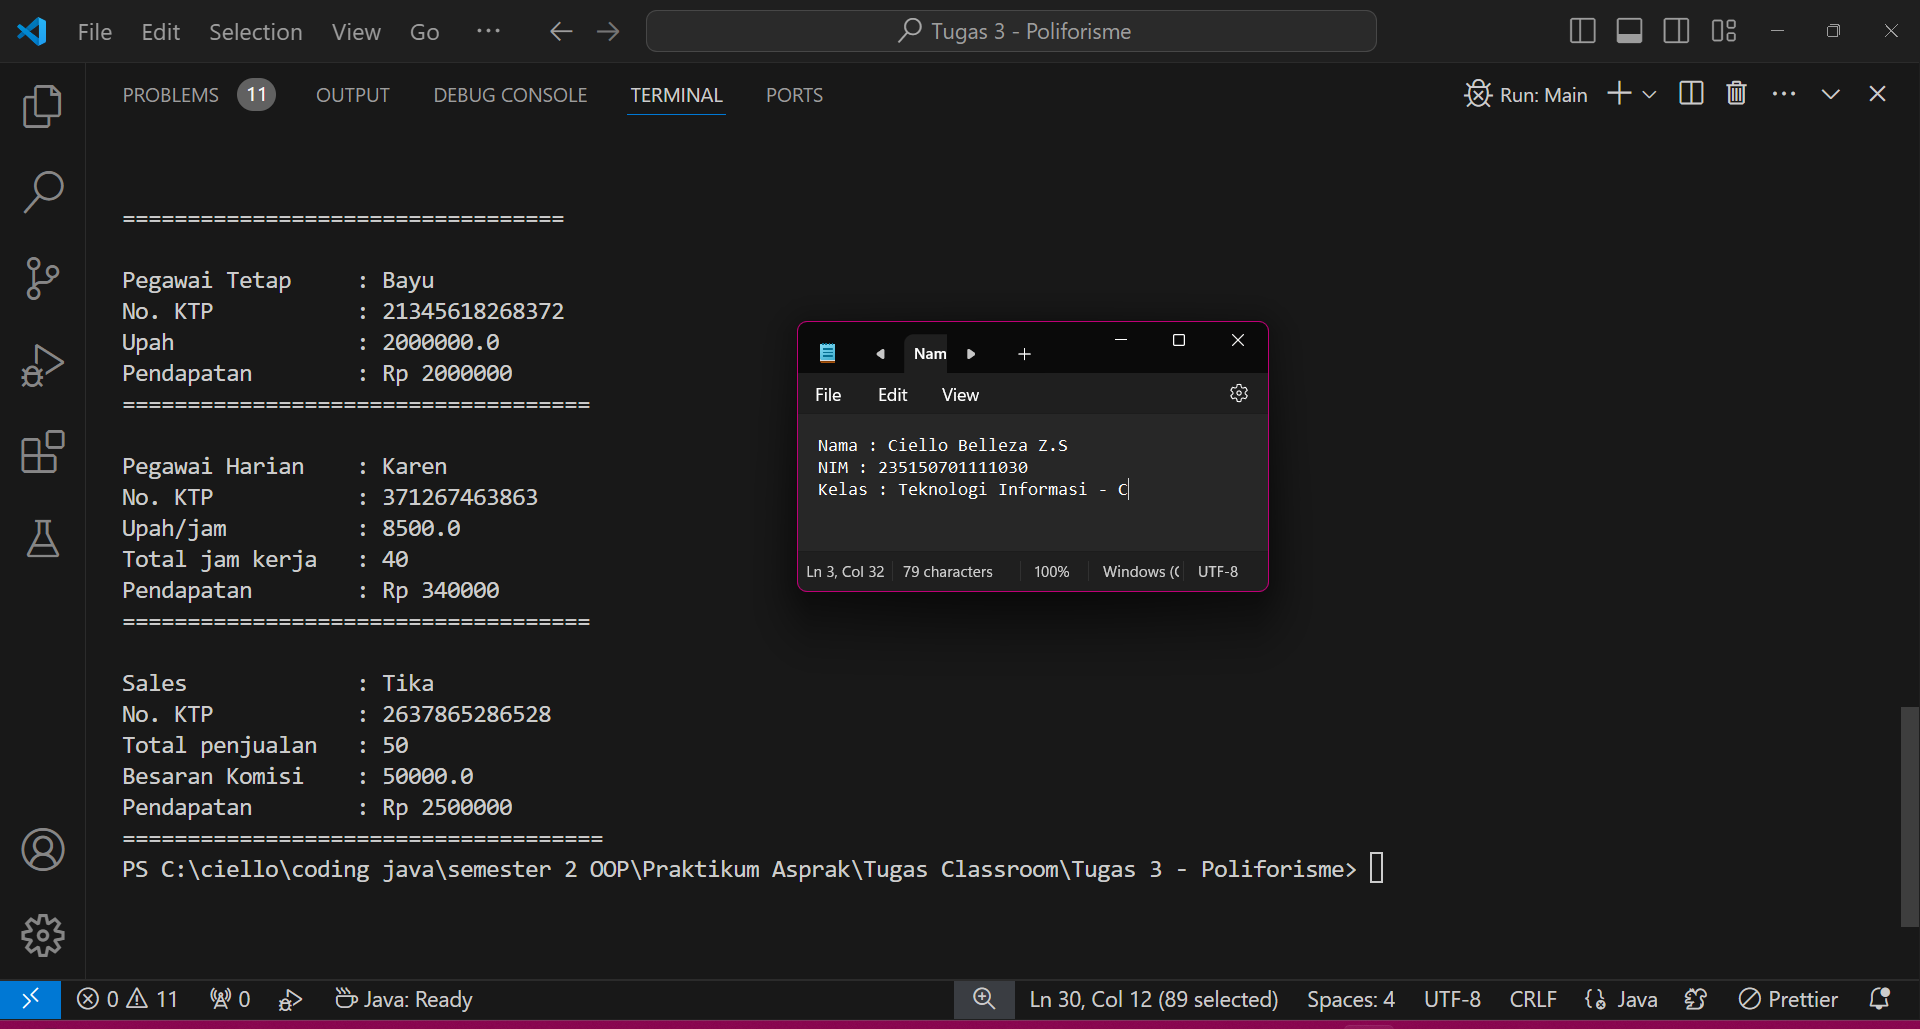 File Edit Selection View Go ··· Tugas 3 - Poliforisme
PROBLEMS 11 OUTPUT DEBUG CONSOLE TERMINAL PORTS Run: Main
==================================
Pegawai Tetap : Bayu
No. KTP : 21345618268372
Upah : 2000000.0
Pendapatan : Rp 2000000
====================================
Pegawai Harian : Karen
No. KTP : 371267463863
Upah/jam : 8500.0
Total jam kerja : 40
Pendapatan : Rp 340000
====================================
Sales : Tika
No. KTP : 2637865286528
Total penjualan : 50
Besaran Komisi : 50000.0
Pendapatan : Rp 2500000
=====================================
PS C:\ciello\coding java\semester 2 OOP\Praktikum Asprak\Tugas Classroom\Tugas 3 - Poliforisme>
Nam
File Edit View
Nama : Ciello Belleza Z.S
NIM : 235150701111030
Kelas : Teknologi Informasi - C
Ln 3, Col 32 79 characters 100% Windows (C UTF-8
0 11 0 Java: Ready Ln 30, Col 12 (89 selected) Spaces: 4 UTF-8 CRLF Java Prettier